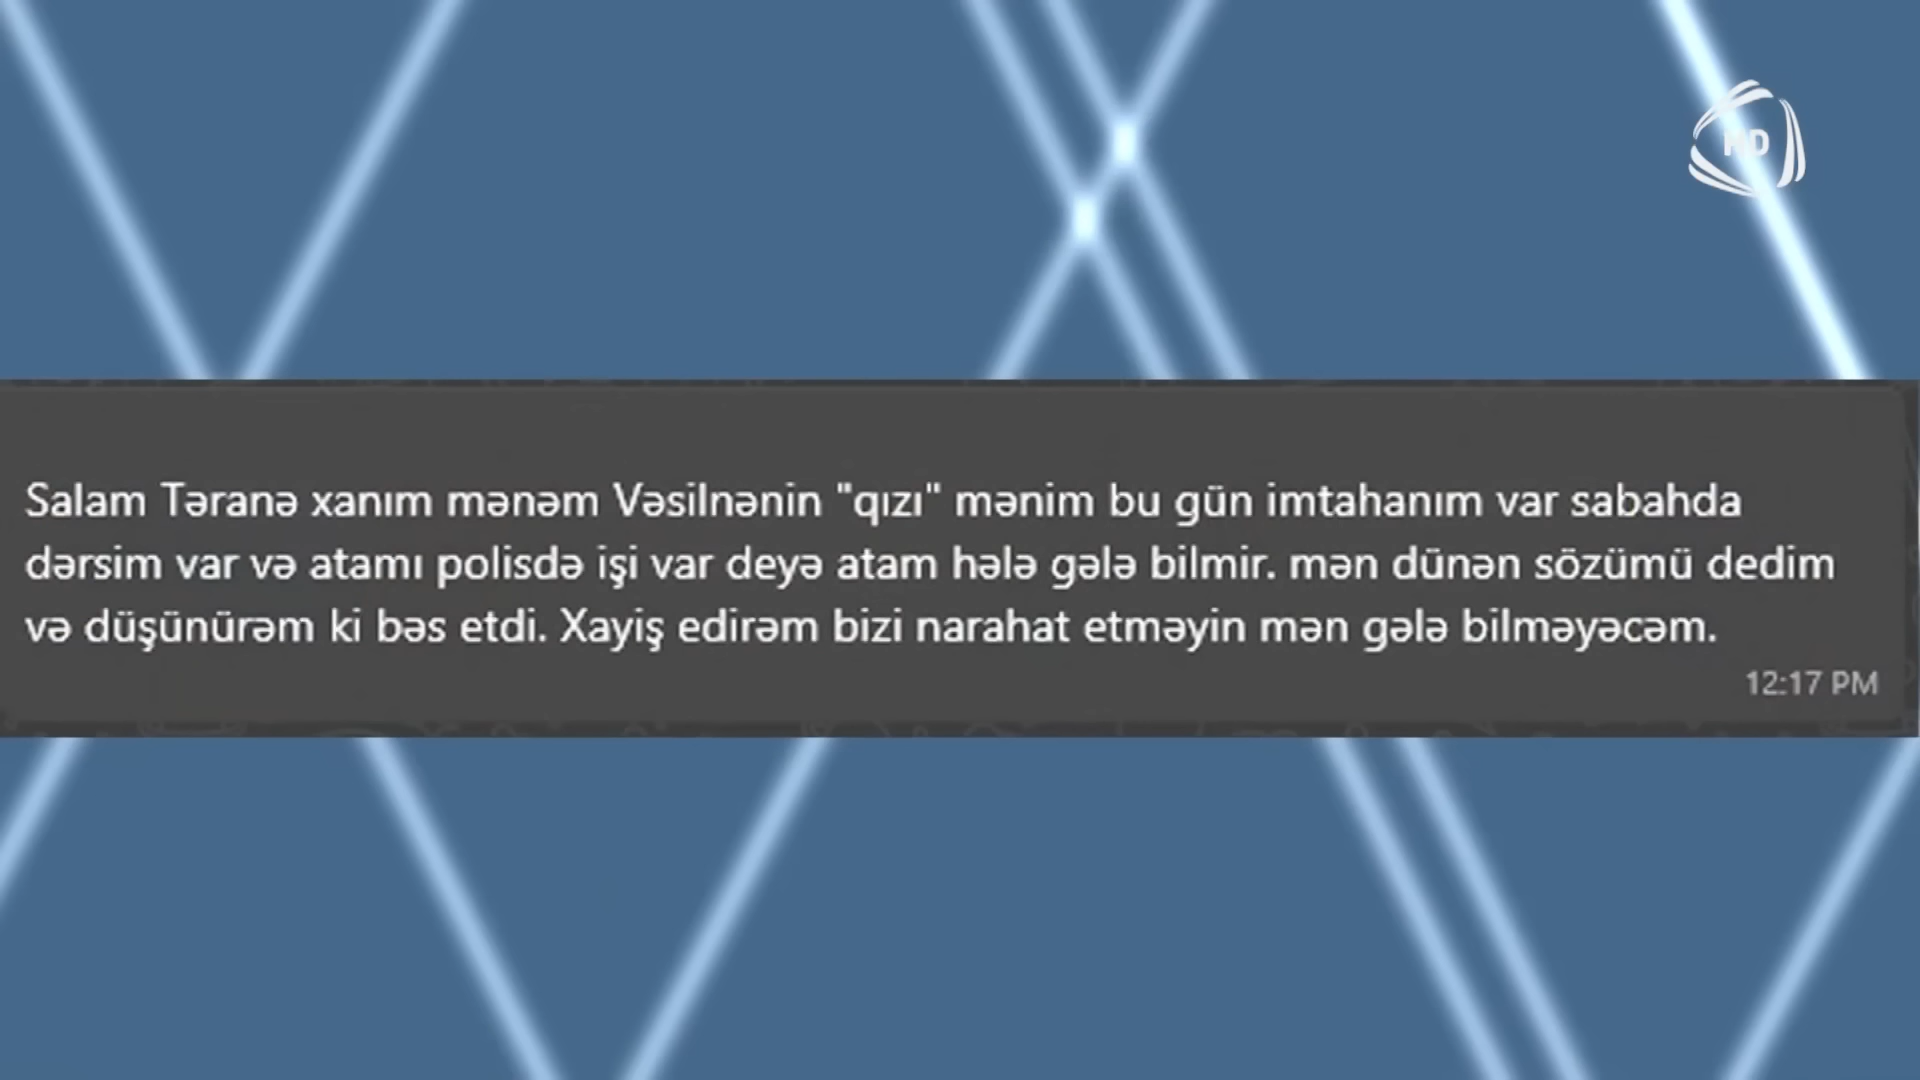 HD
Salam Təranə xanım mənəm Vəsilnənin "qızı" mənim bu gün imtahanım var sabahda
dərsim var və atamı polisdə işi var deyə atam hələ gələ bilmir. mən dünən sözümü dedim
və düşünürəm ki bəs etdi. Xayiş edirəm bizi narahat etməyin mən gələ bilməyəcəm.
12:17 PM